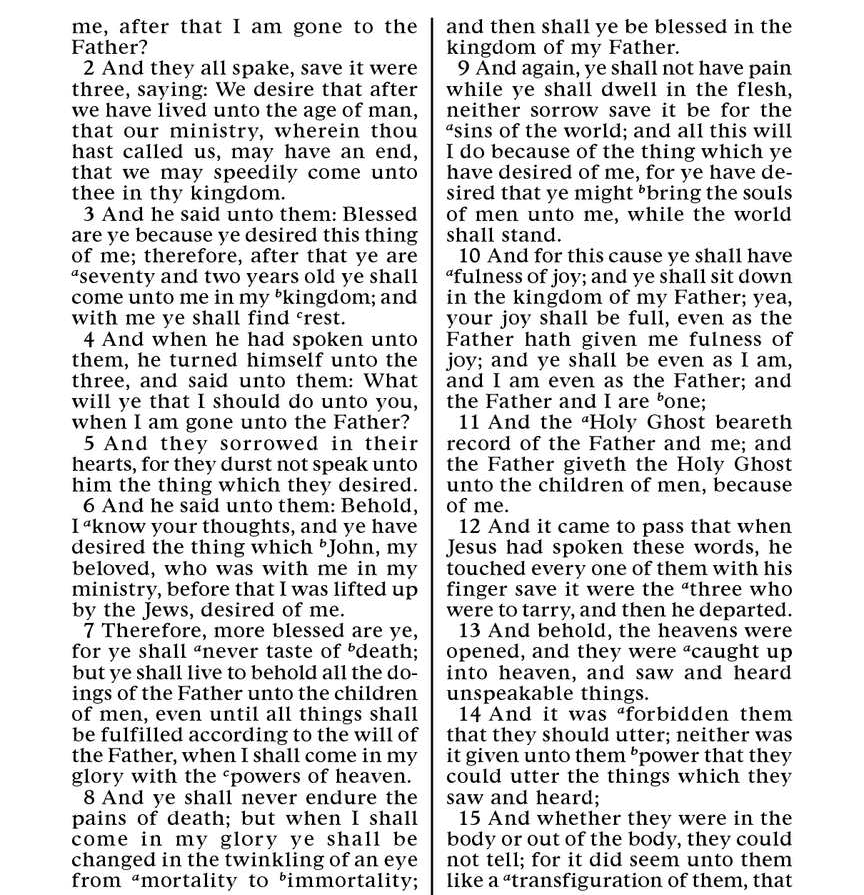 me, after that I am gone to the
Father?
2 And they all spake, save it were
three, saying: We desire that after
we have lived unto the age of man,
that our ministry, wherein thou
hast called us, may have an end,
that we may speedily come unto
thee in thy kingdom.
3 And he said unto them: Blessed
are ye because ye desired this thing
of me; therefore, after that ye are
aseventy and two years old ye shall
come unto me in my bkingdom; and
with me ye shall find crest.
4 And when he had spoken unto
them, he turned himself unto the
three, and said unto them: What
will ye that I should do unto you,
when I am gone unto the Father?
5 And they sorrowed in their
hearts, for they durst not speak unto
him the thing which they desired.
6 And he said unto them: Behold,
I aknow your thoughts, and ye have
desired the thing which bJohn, my
beloved, who was with me in my
ministry, before that I was lifted up
by the Jews, desired of me.
7 Therefore, more blessed are ye,
for ye shall anever taste of bdeath;
but ye shall live to behold all the do-
ings of the Father unto the children
of men, even until all things shall
be fulfilled according to the will of
the Father, when I shall come in my
glory with the cpowers of heaven.
8 And ye shall never endure the
pains of death; but when I shall
come in my glory ye shall be
changed in the twinkling of an eye
from amortality to bimmortality;
and then shall ye be blessed in the
kingdom of my Father.
9 And again, ye shall not have pain
while ye shall dwell in the flesh,
neither sorrow save it be for the
asins of the world; and all this will
I do because of the thing which ye
have desired of me, for ye have de-
sired that ye might bbring the souls
of men unto me, while the world
shall stand.
10 And for this cause ye shall have
afulness of joy; and ye shall sit down
in the kingdom of my Father; yea,
your joy shall be full, even as the
Father hath given me fulness of
joy; and ye shall be even as I am,
and I am even as the Father; and
the Father and I are bone;
11 And the aHoly Ghost beareth
record of the Father and me; and
the Father giveth the Holy Ghost
unto the children of men, because
of me.
12 And it came to pass that when
Jesus had spoken these words, he
touched every one of them with his
finger save it were the athree who
were to tarry, and then he departed.
13 And behold, the heavens were
opened, and they were acaught up
into heaven, and saw and heard
unspeakable things.
14 And it was aforbidden them
that they should utter; neither was
it given unto them bpower that they
could utter the things which they
saw and heard;
15 And whether they were in the
body or out of the body, they could
not tell; for it did seem unto them
like a atransfiguration of them, that